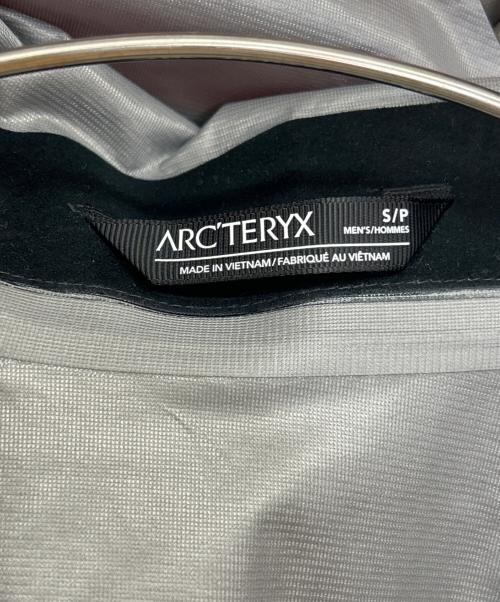 ARC'TERYX
S/P
MEN'S/HOMMES
MADE IN VIETNAM/FABRIQUÉ AU VIÊTNAM